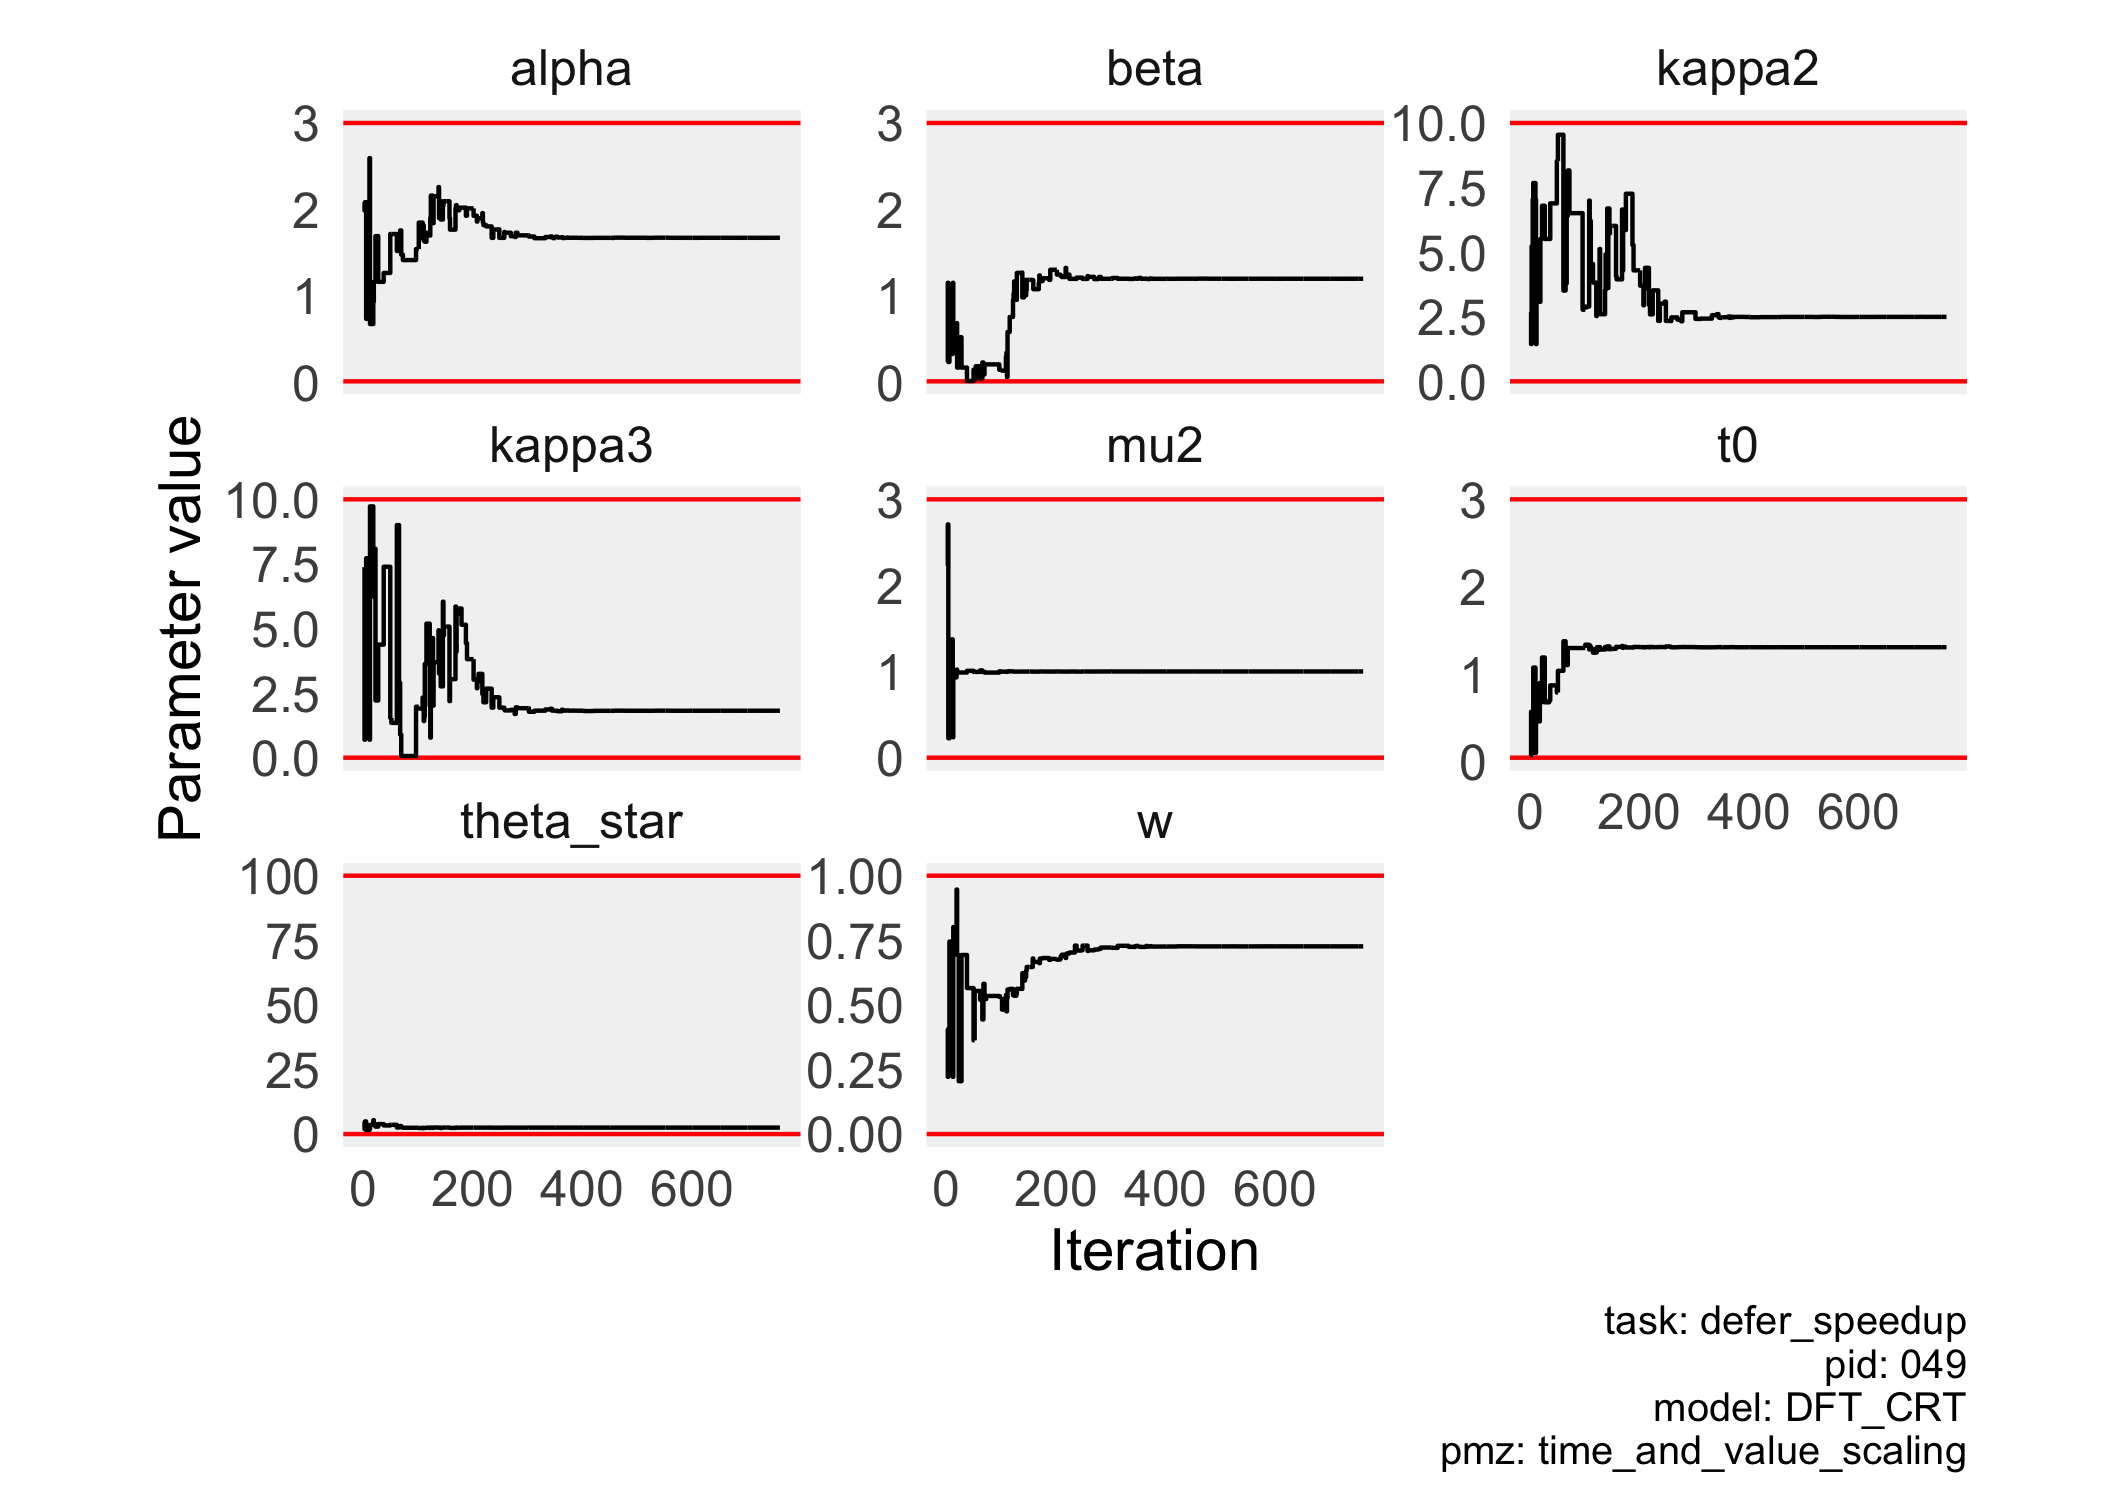 alpha
beta
kappa2
3
2
1
0
3
2
1
0
10.0
7.5
5.0
2.5
0.0
kappa3
mu2
t0
10.0
7.5
5.0
2.5
0.0
3
2
1
0
3
2
1
0
0 200 400 600
theta_star
w
100
75
50
25
0
1.00
0.75
0.50
0.25
0.00
0 200 400 600
0 200 400 600
Parameter value
Iteration
task: defer_speedup
pid: 049
model: DFT_CRT
pmz: time_and_value_scaling